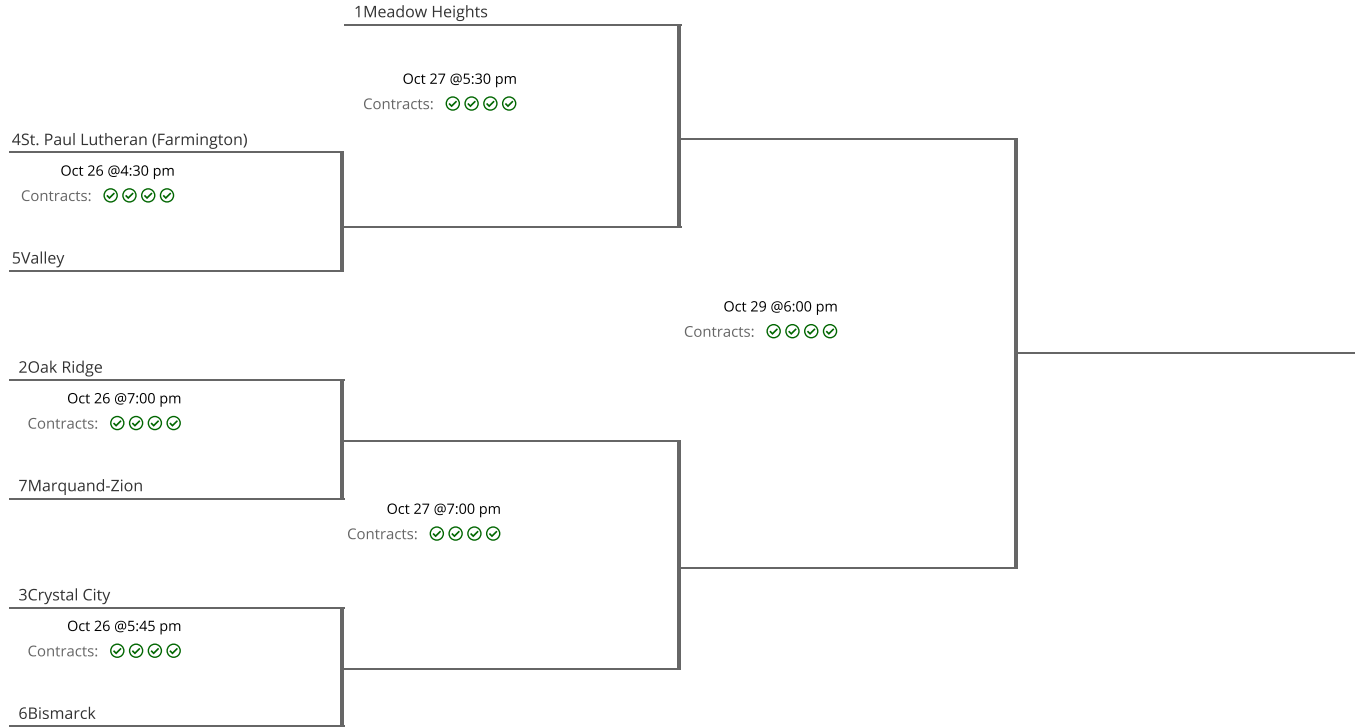 1Meadow Heights
Oct 27 @5:30 pm
Contracts:
4St. Paul Lutheran (Farmington)
Oct 26 @4:30 pm
Contracts:
5Valley
Oct 29 @6:00 pm
Contracts:
2Oak Ridge
Oct 26 @7:00 pm
Contracts:
7Marquand-Zion
Oct 27 @7:00 pm
Contracts:
3Crystal City
Oct 26 @5:45 pm
Contracts:
6Bismarck